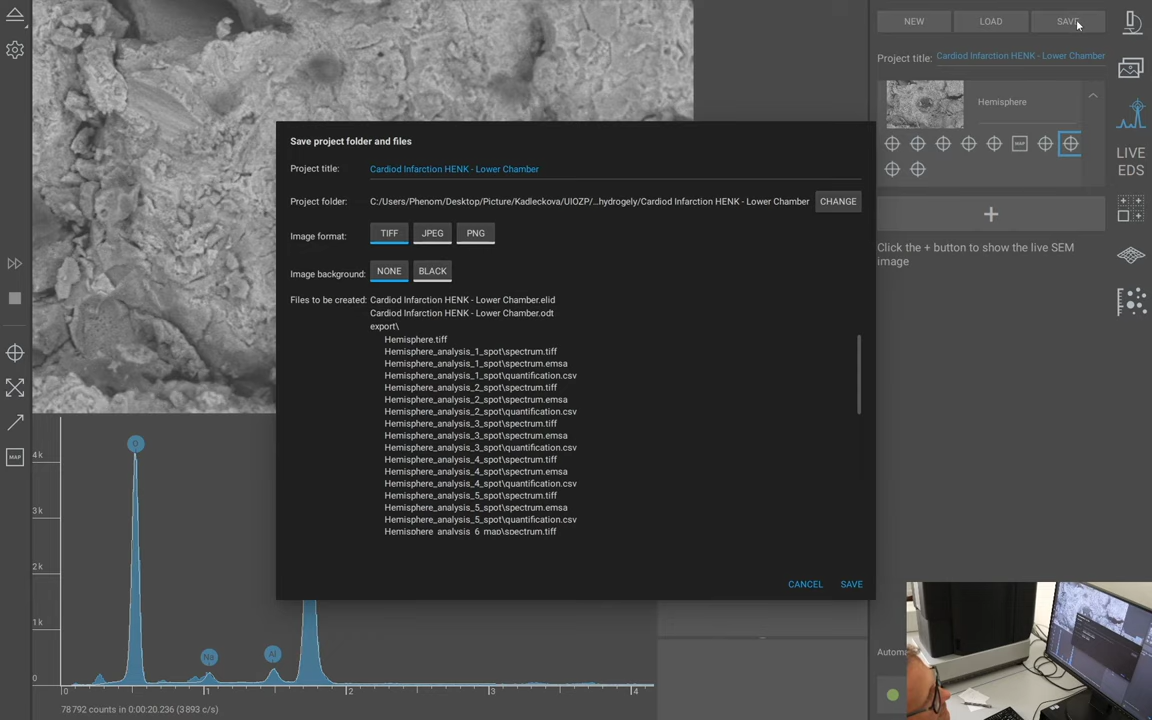 NEW
LOAD
SAVE
Project title: Cardiod Infarction HENK - Lower Chamber
Hemisphere
MAP
LIVE
EDS
+
Click the + button to show the live SEM
image
Save project folder and files
Project title: Cardiod Infarction HENK - Lower Chamber
Project folder: C:/Users/Phenom/Desktop/Picture/Kadleckova/UIOZP/...hydrogely/Cardiod Infarction HENK - Lower Chamber CHANGE
Image format: TIFF JPEG PNG
Image background: NONE BLACK
Files to be created: Cardiod Infarction HENK - Lower Chamber.elid
Cardiod Infarction HENK - Lower Chamber.odt
export\
Hemisphere.tiff
Hemisphere_analysis_1_spot\spectrum.tiff
Hemisphere_analysis_1_spot\spectrum.emsa
Hemisphere_analysis_1_spot\quantification.csv
Hemisphere_analysis_2_spot\spectrum.tiff
Hemisphere_analysis_2_spot\spectrum.emsa
Hemisphere_analysis_2_spot\quantification.csv
Hemisphere_analysis_3_spot\spectrum.tiff
Hemisphere_analysis_3_spot\spectrum.emsa
Hemisphere_analysis_3_spot\quantification.csv
Hemisphere_analysis_4_spot\spectrum.tiff
Hemisphere_analysis_4_spot\spectrum.emsa
Hemisphere_analysis_4_spot\quantification.csv
Hemisphere_analysis_5_spot\spectrum.tiff
Hemisphere_analysis_5_spot\spectrum.emsa
Hemisphere_analysis_5_spot\quantification.csv
Hemisphere_analysis_6_map\spectrum.tiff
CANCEL SAVE
MAP
O
4k
3k
2k
1k
0
Na
Al
0 1 2 3 4
78792 counts in 0:00:20.236 (3893 c/s)
Automa